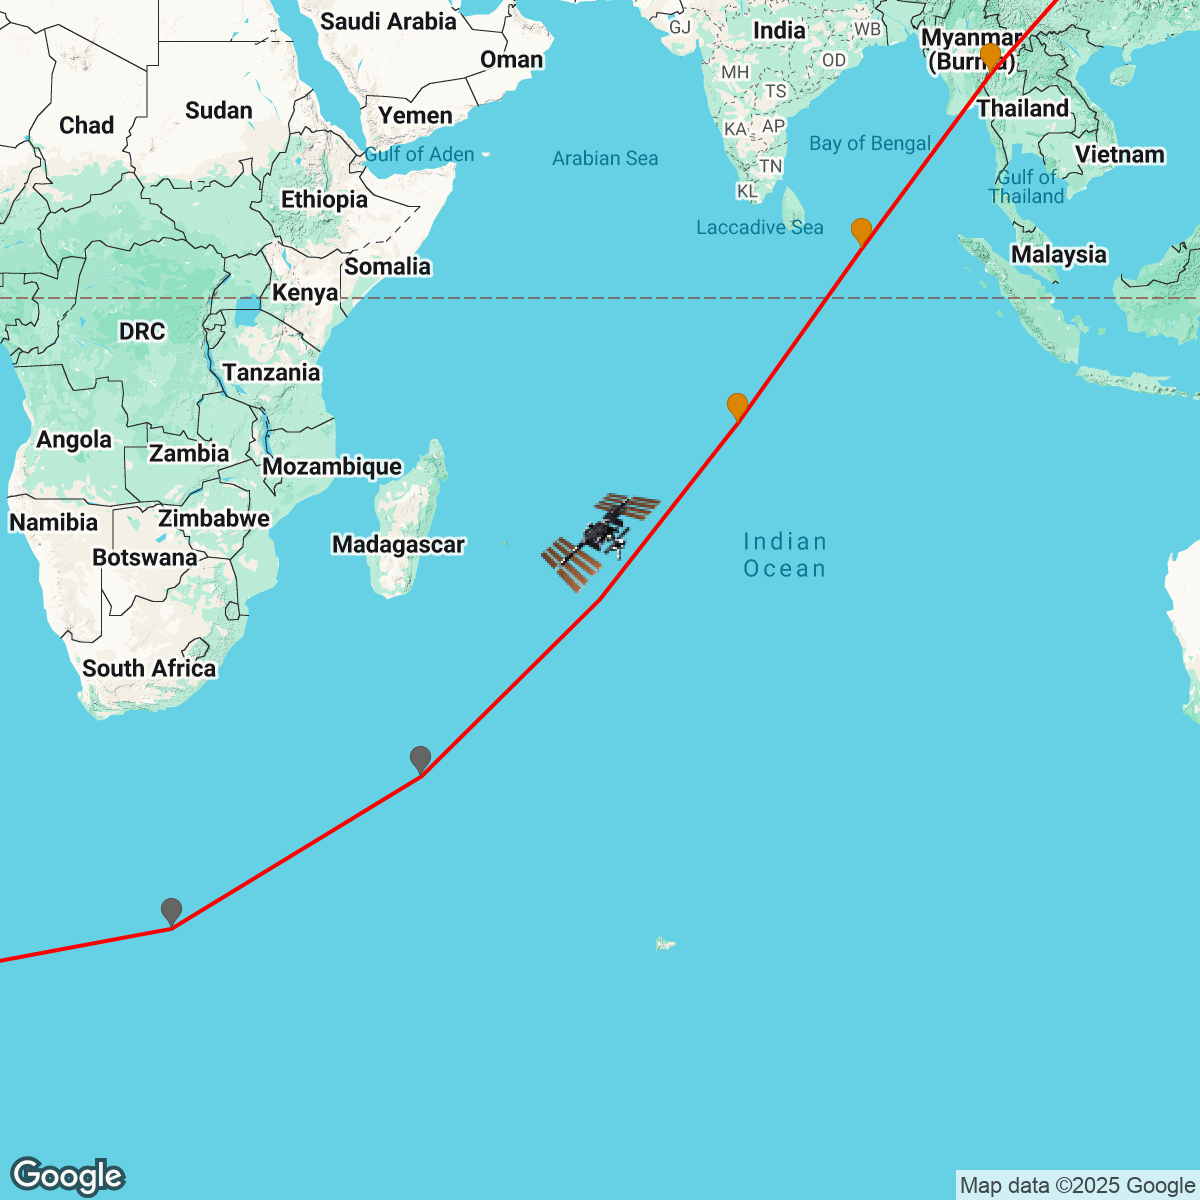 Saudi Arabia
GJ
India
WB
Myanmar
(Burma)
Oman
OD
MH
TS
Chad
Sudan
Yemen
Thailand
KA
AP
Gulf of Aden
Arabian Sea
Bay of Bengal
Vietnam
TN
KL
Gulf of
Thailand
Ethiopia
Laccadive Sea
Malaysia
Somalia
Kenya
DRC
Tanzania
Angola
Zambia
Mozambique
Namibia
Zimbabwe
Botswana
Madagascar
Indian
Ocean
South Africa
Google
Map data ©2025 Google